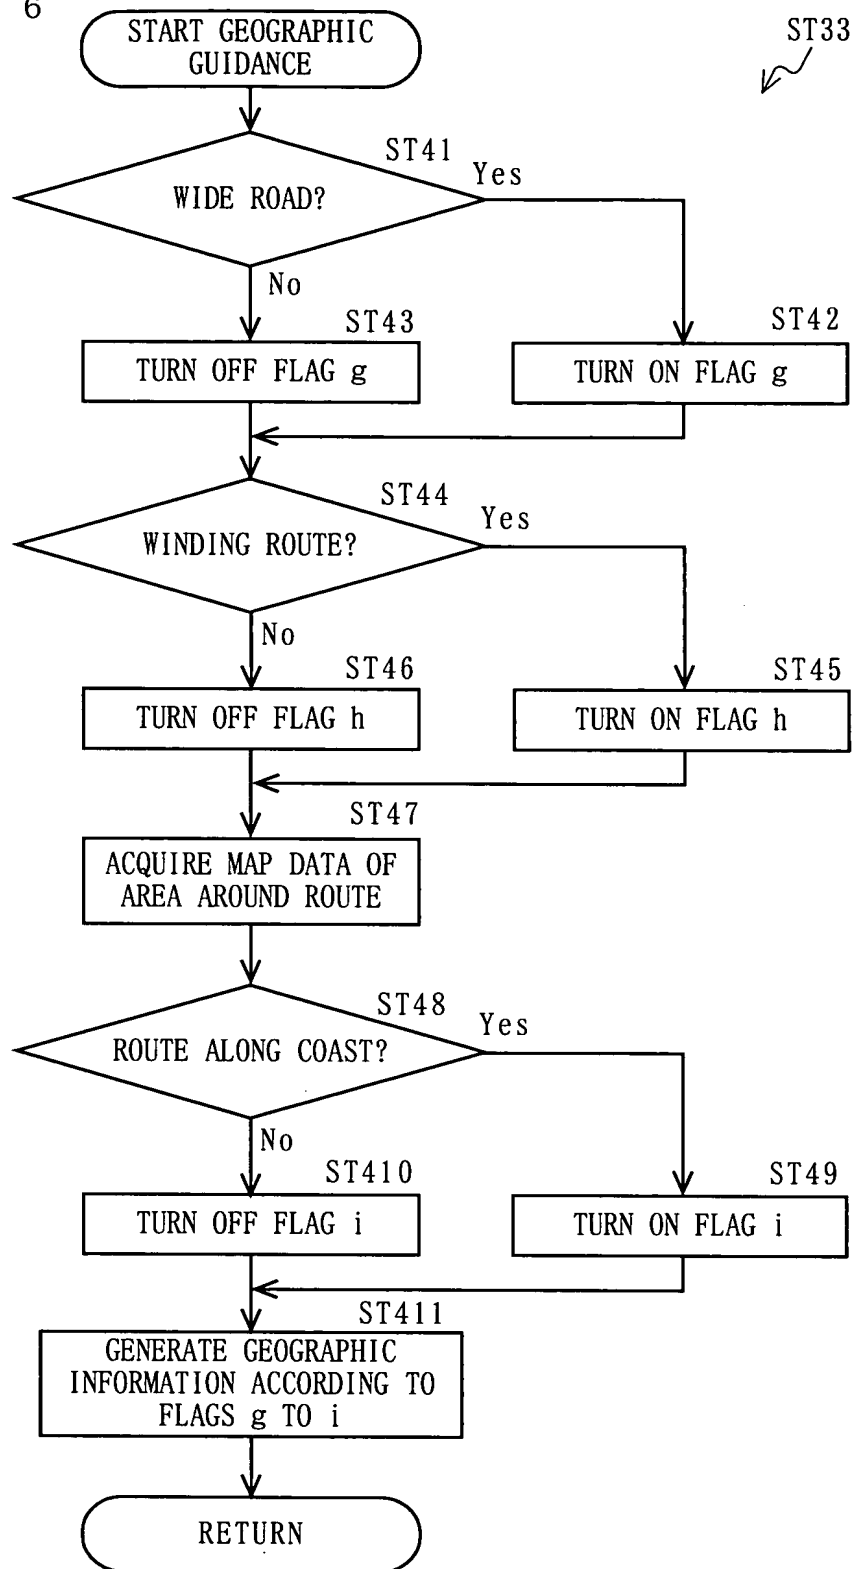 6
START GEOGRAPHIC
GUIDANCE
ST33
ST41
Yes
WIDE ROAD?
No
ST43
ST42
TURN OFF FLAG g
TURN ON FLAG g
ST44
Yes
WINDING ROUTE?
No
ST46
ST45
TURN OFF FLAG h
TURN ON FLAG h
ST47
ACQUIRE MAP DATA OF
AREA AROUND ROUTE
ST48
Yes
ROUTE ALONG COAST?
No
ST410
ST49
TURN OFF FLAG i
TURN ON FLAG i
ST411
GENERATE GEOGRAPHIC
INFORMATION ACCORDING TO
FLAGS g TO i
RETURN